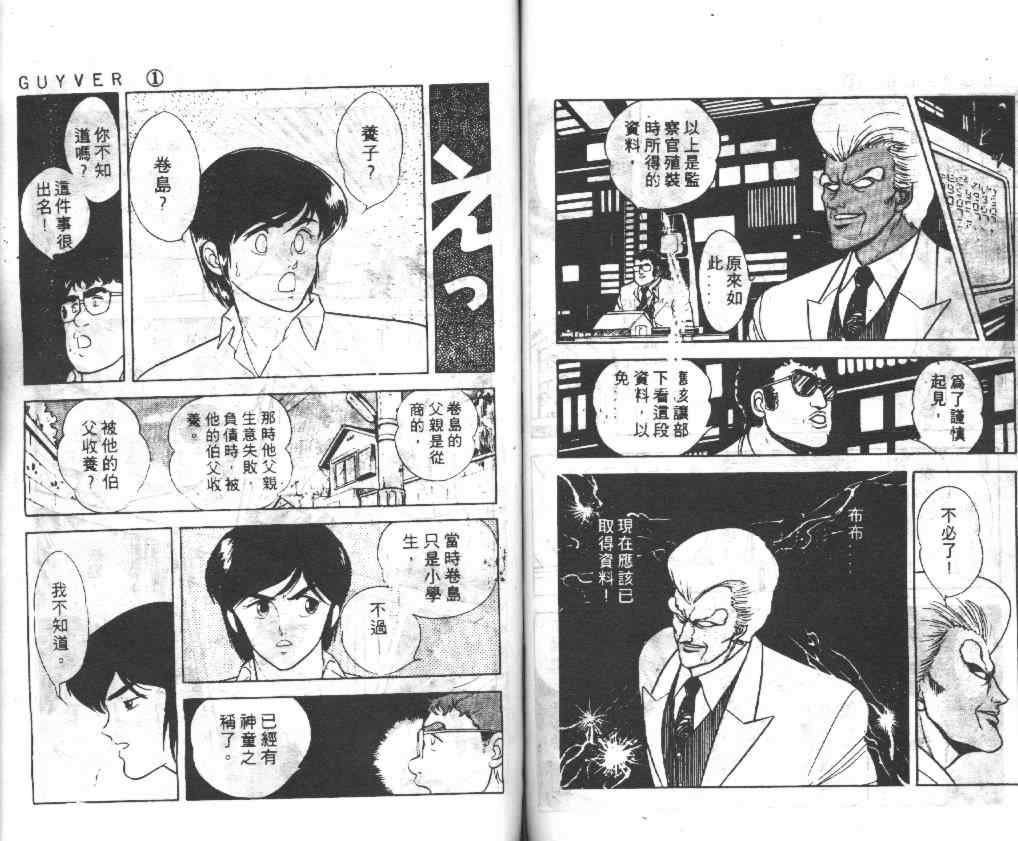 以上是監
察官殖裝
時所得的
資料。
原來如
此……
爲了謹慎
起見，
應該讓部
下看這段
資料，以
免……
不必了！
布布……
現在應該已
取得資料！
GUYVER ①
えっ
養子？
卷島？
你不知
道嗎？
這件事很
出名！
卷島的
父親是從
商的，
那時他父親
生意失敗，
負債時，被
他的伯父收
養。
被他的伯
父收養？
當時卷島
只是小學
生，
不過—
我不知道。
已經有
神童之
稱了。